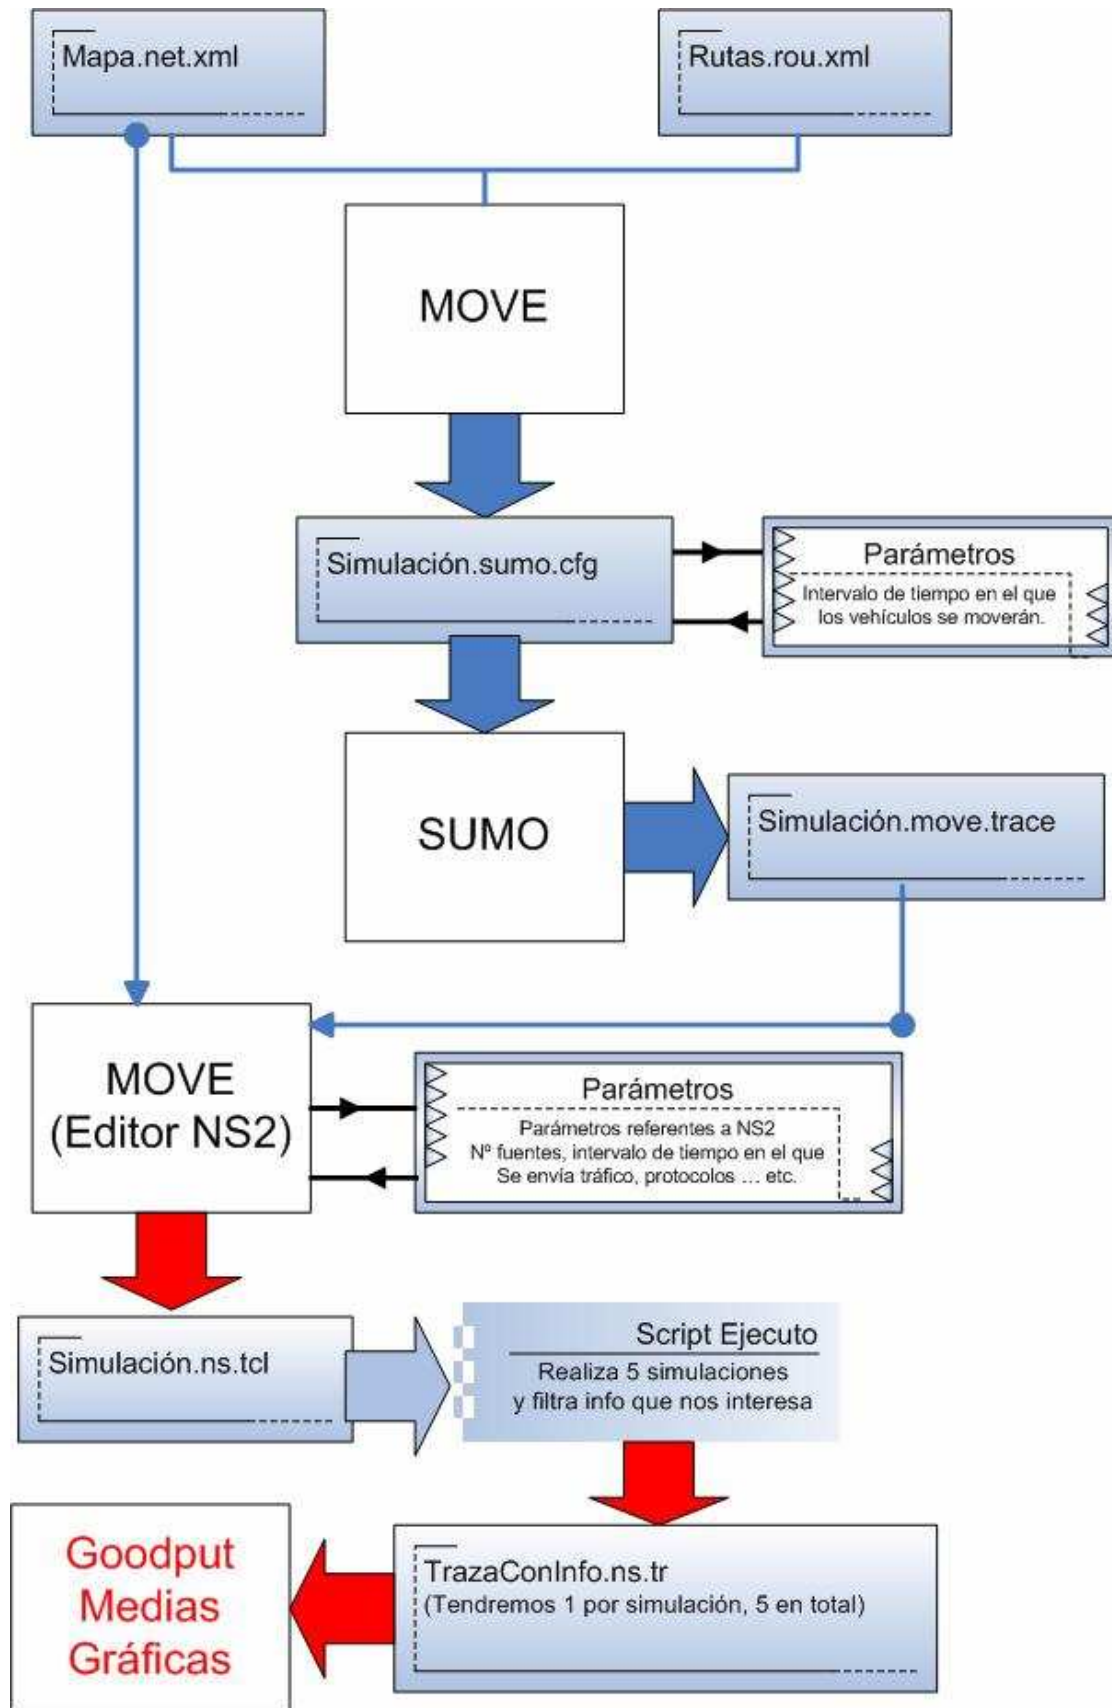 Mapa.net.xml
Rutas.rou.xml
MOVE
Simulación.sumo.cfg
Parámetros
Intervalo de tiempo en el que
los vehículos se moverán.
SUMO
Simulación.move.trace
MOVE
(Editor NS2)
Parámetros
Parámetros referentes a NS2
Nº fuentes, intervalo de tiempo en el que
Se envía tráfico, protocolos ... etc.
Simulación.ns.tcl
Script Ejecuto
Realiza 5 simulaciones
y filtra info que nos interesa
TrazaConInfo.ns.tr
(Tendremos 1 por simulación, 5 en total)
Goodput
Medias
Gráficas